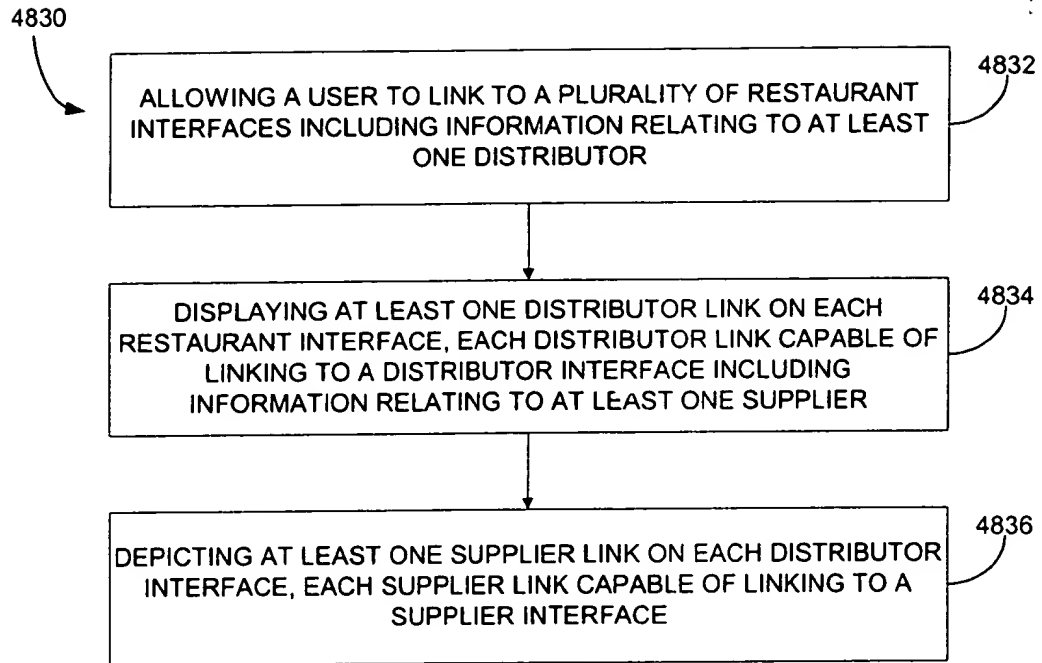 4830
4832
ALLOWING A USER TO LINK TO A PLURALITY OF RESTAURANT
INTERFACES INCLUDING INFORMATION RELATING TO AT LEAST
ONE DISTRIBUTOR
4834
DISPLAYING AT LEAST ONE DISTRIBUTOR LINK ON EACH
RESTAURANT INTERFACE, EACH DISTRIBUTOR LINK CAPABLE OF
LINKING TO A DISTRIBUTOR INTERFACE INCLUDING
INFORMATION RELATING TO AT LEAST ONE SUPPLIER
4836
DEPICTING AT LEAST ONE SUPPLIER LINK ON EACH DISTRIBUTOR
INTERFACE, EACH SUPPLIER LINK CAPABLE OF LINKING TO A
SUPPLIER INTERFACE